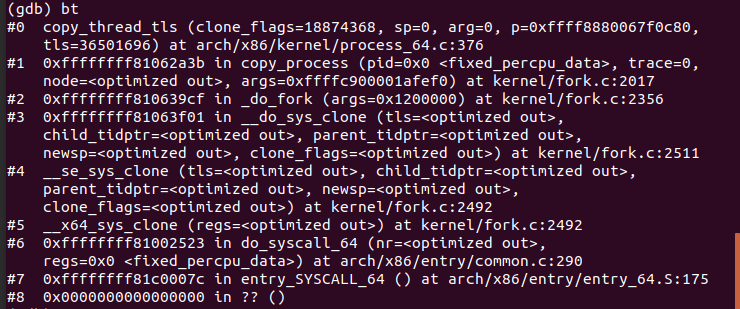 (gdb) bt
#0  copy_thread_tls (clone_flags=18874368, sp=0, arg=0, p=0xffff8880067f0c80,
    tls=36501696) at arch/x86/kernel/process_64.c:376
#1  0xffffffff81062a3b in copy_process (pid=0x0 <fixed_percpu_data>, trace=0,
    node=<optimized out>, args=0xffffc900001afef0) at kernel/fork.c:2017
#2  0xffffffff810639cf in _do_fork (args=0x1200000) at kernel/fork.c:2356
#3  0xffffffff81063f01 in __do_sys_clone (tls=<optimized out>,
    child_tidptr=<optimized out>, parent_tidptr=<optimized out>,
    newsp=<optimized out>, clone_flags=<optimized out>) at kernel/fork.c:2511
#4  __se_sys_clone (tls=<optimized out>, child_tidptr=<optimized out>,
    parent_tidptr=<optimized out>, newsp=<optimized out>,
    clone_flags=<optimized out>) at kernel/fork.c:2492
#5  __x64_sys_clone (regs=<optimized out>) at kernel/fork.c:2492
#6  0xffffffff81002523 in do_syscall_64 (nr=<optimized out>,
    regs=0x0 <fixed_percpu_data>) at arch/x86/entry/common.c:290
#7  0xffffffff81c0007c in entry_SYSCALL_64 () at arch/x86/entry/entry_64.S:175
#8  0x0000000000000000 in ?? ()